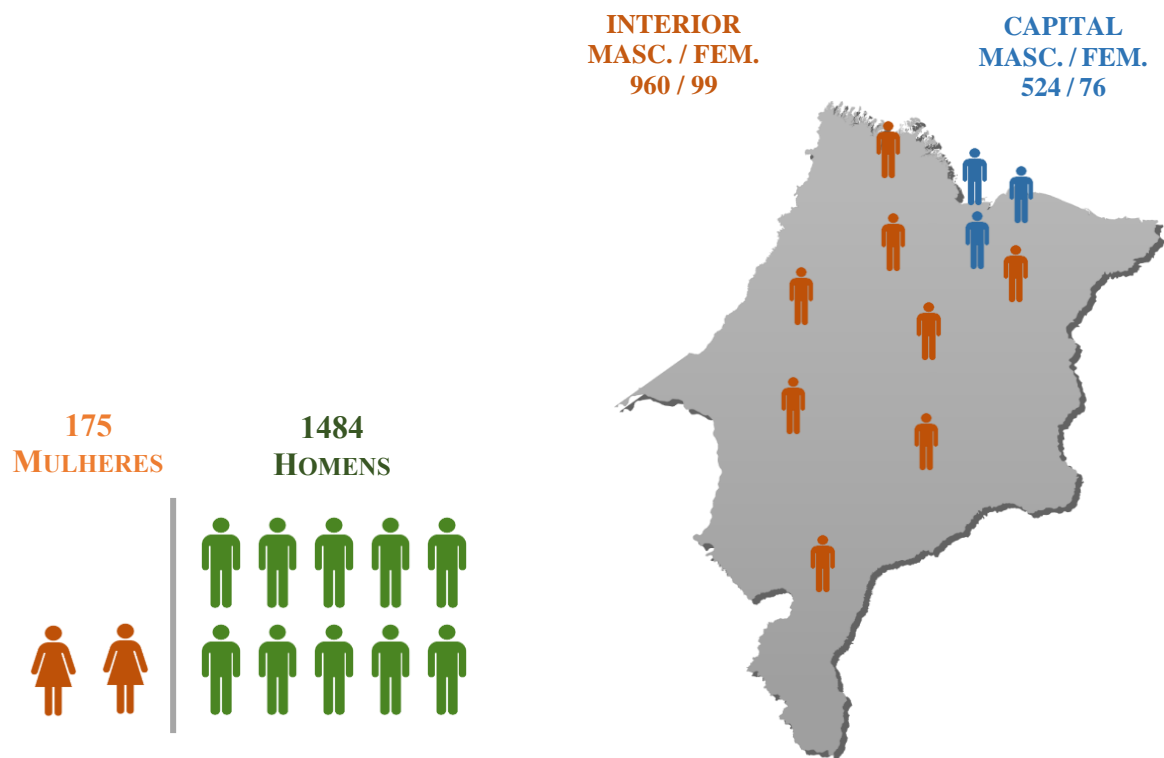 INTERIOR
MASC. / FEM.
960 / 99
CAPITAL
MASC. / FEM.
524 / 76
175
MULHERES
1484
HOMENS